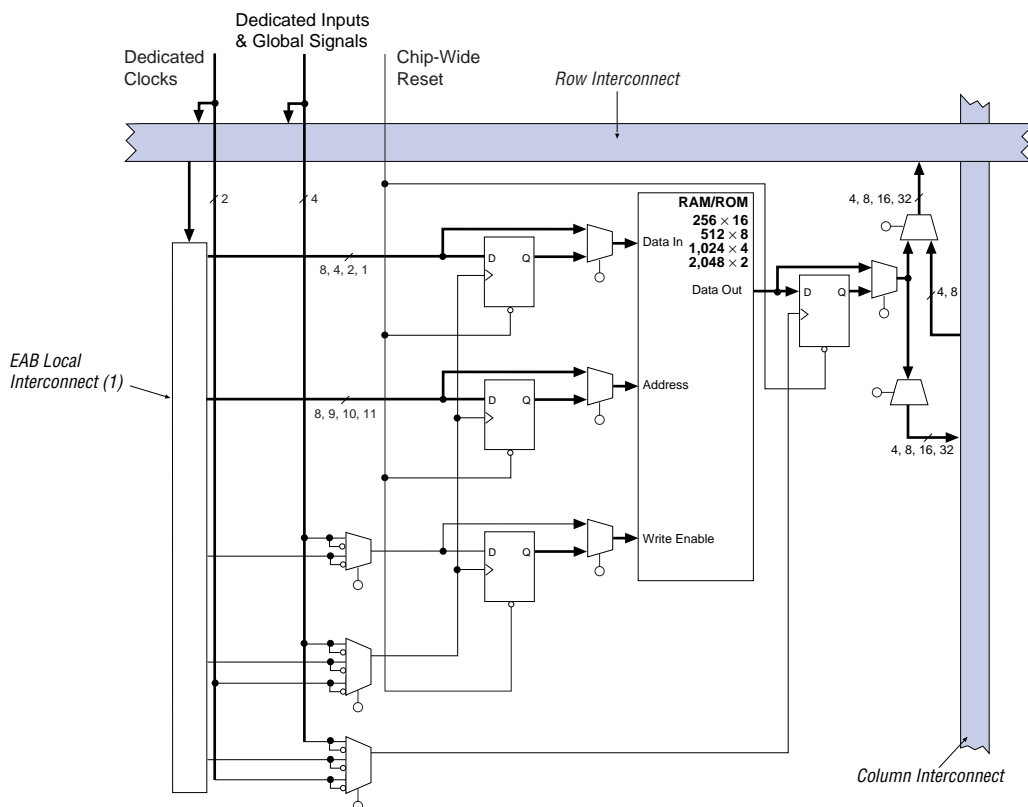 Dedicated Inputs
& Global Signals
Dedicated
Clocks
Chip-Wide
Reset
Row Interconnect
2
4
RAM/ROM
256 × 16
512 × 8
1,024 × 4
2,048 × 2
4, 8, 16, 32
Data In
D
Q
8, 4, 2, 1
Data Out
D
Q
4, 8
EAB Local
Interconnect (1)
Address
D
Q
8, 9, 10, 11
4, 8, 16, 32
Write Enable
D
Q
Column Interconnect